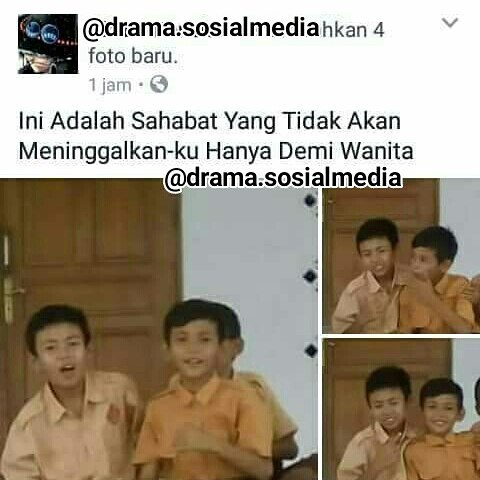 @drama.sosialmedia hkan 4
foto baru.
1 jam
Ini Adalah Sahabat Yang Tidak Akan
Meninggalkan-ku Hanya Demi Wanita
@drama.sosialmedia